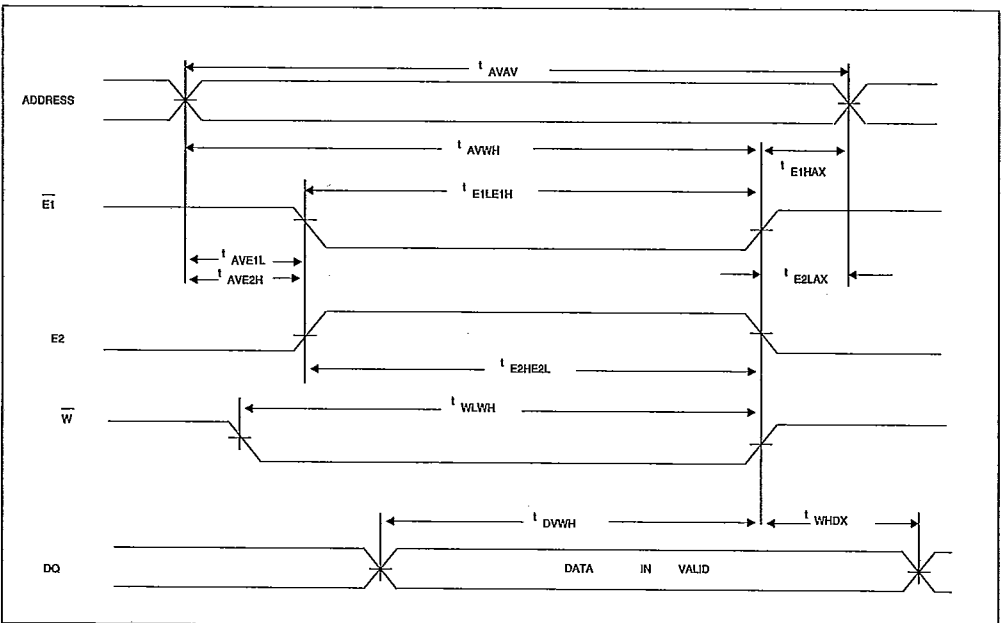 t AVAV
ADDRESS
t AVWH
t E1HAX
E1
t E1LE1H
t AVE1L
t AVE2H
t E2LAX
E2
t E2HE2L
W
t WLWH
t DVWH
t WHDX
DQ
DATA IN VALID